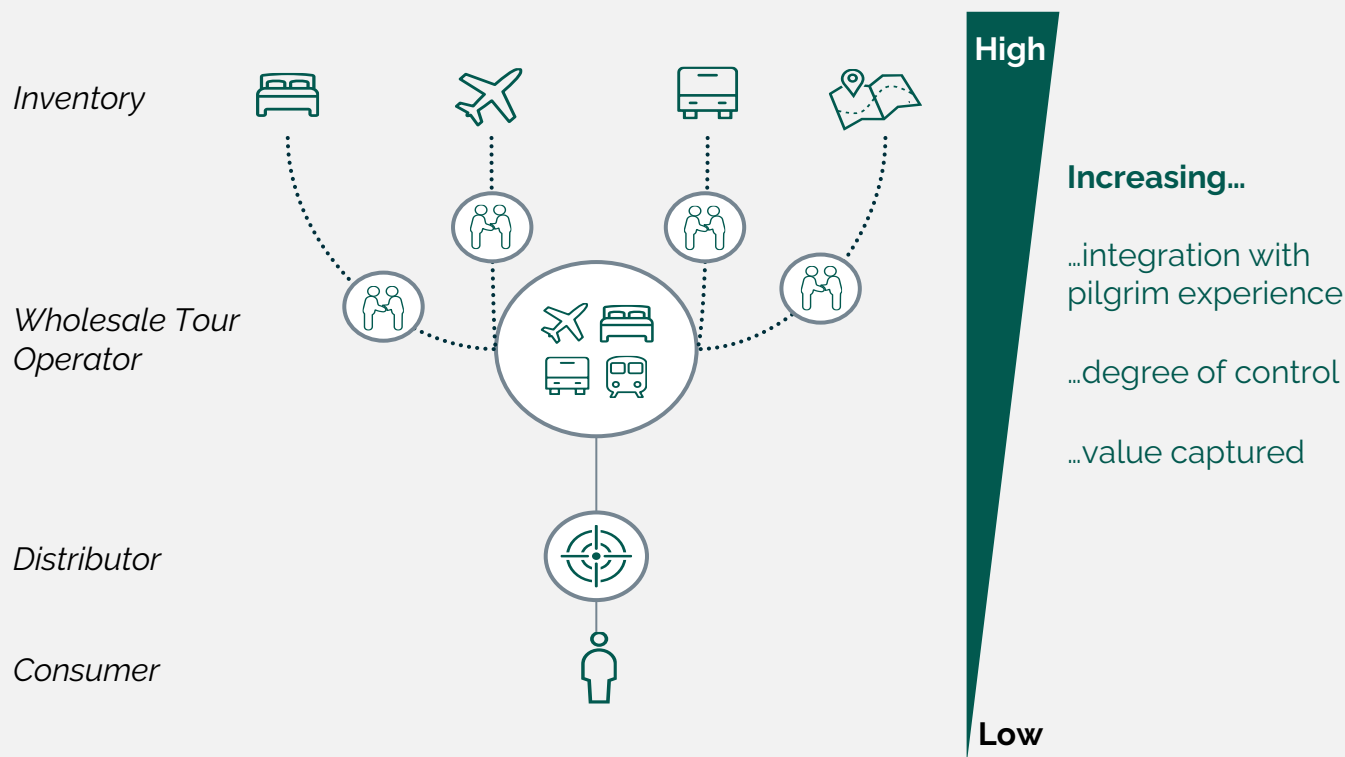 Inventory
Wholesale Tour
Operator
Distributor
Consumer
High
Increasing…
…integration with
pilgrim experience
…degree of control
…value captured
Low